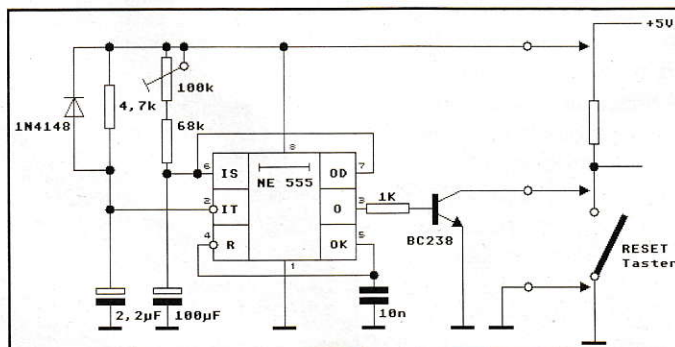 +5V
100k
4,7k
1N4148
68k
8
6 IS OD 7
NE 555
1K
2 IT O 3
4 R OK 5
BC238
RESET
Taster
1
2,2µF 100µF
10n